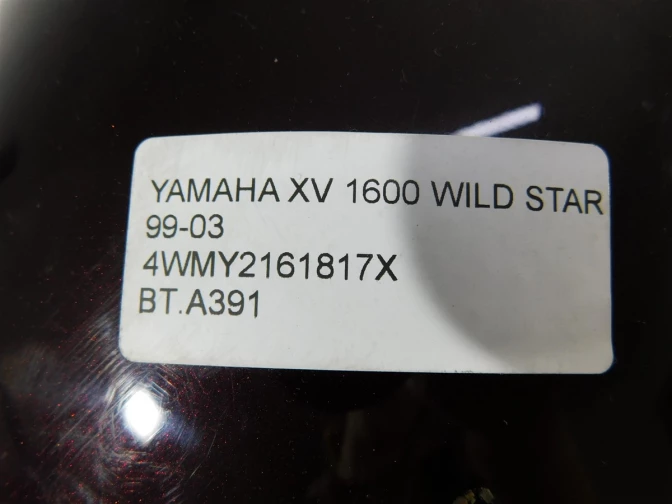 YAMAHA XV 1600 WILD STAR
99-03
4WMY2161817X
BT.A391